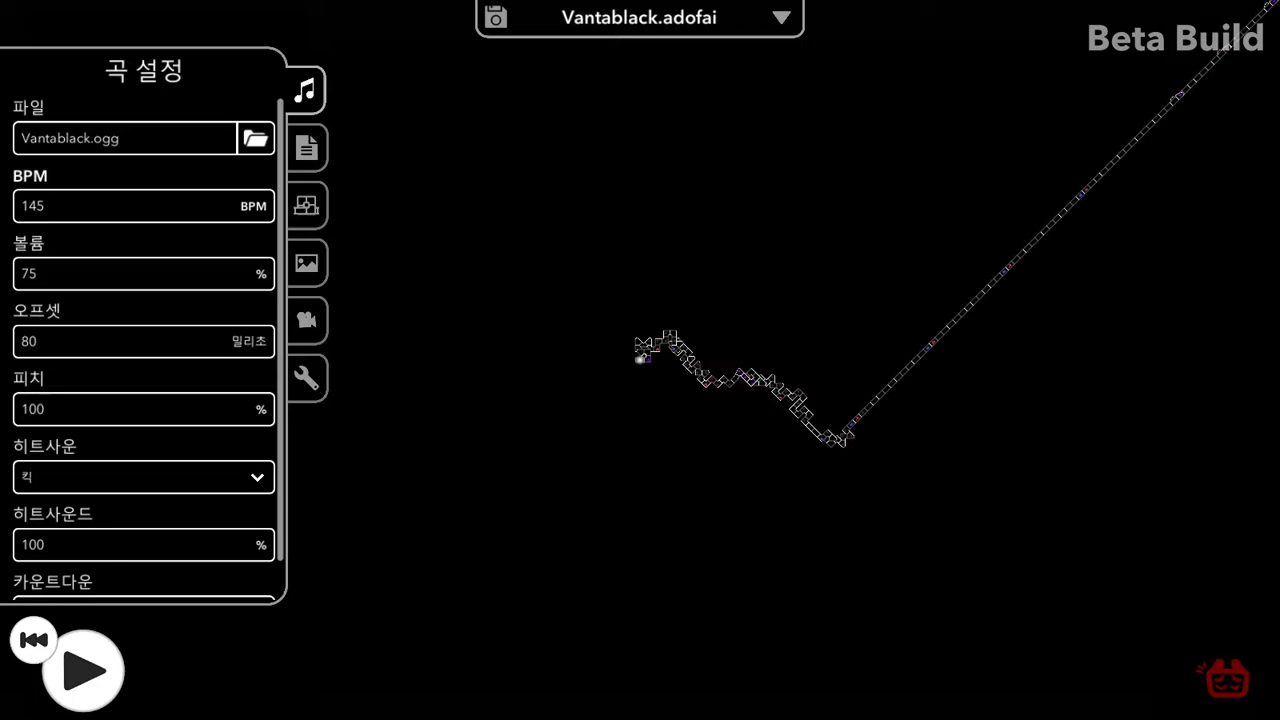 Vantablack.adofai
Beta Build
곡 설정
파일
Vantablack.ogg
BPM
145 BPM
볼륨
75 %
오프셋
80 밀리초
피치
100 %
히트사운
킥
히트사운드
100 %
카운트다운